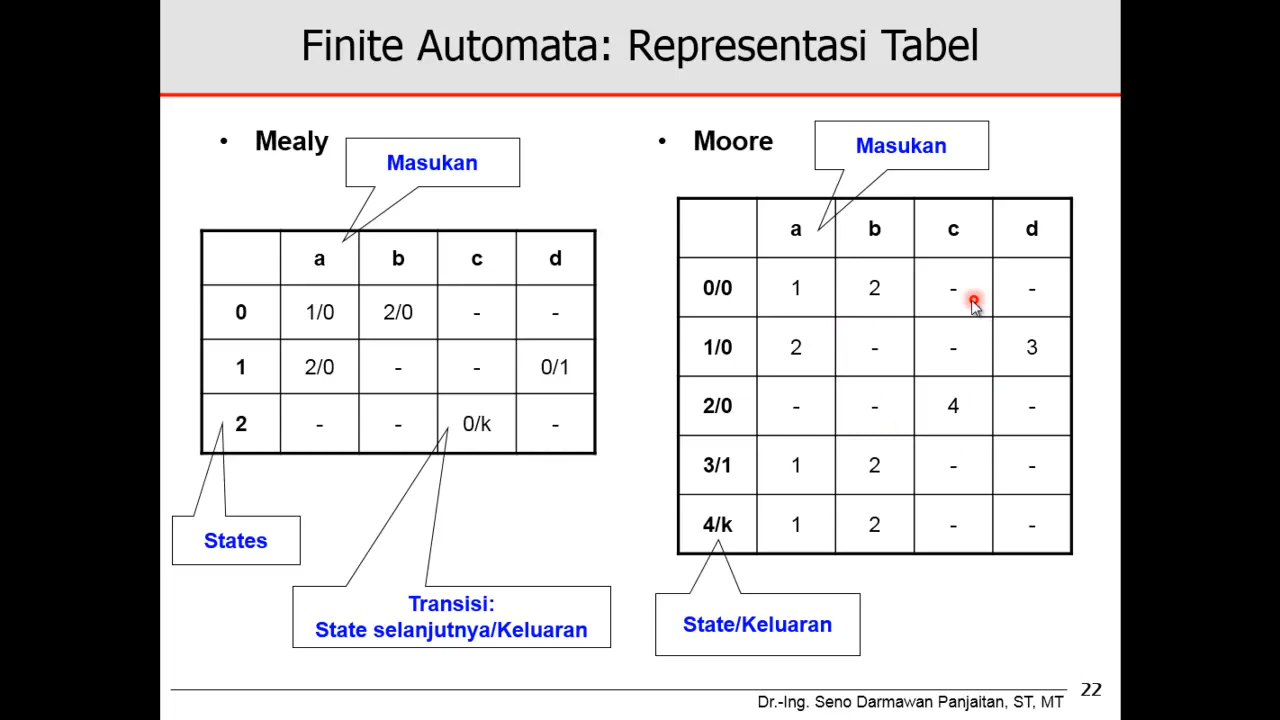 Finite Automata: Representasi Tabel
• Mealy
Masukan
a b c d
0 1/0 2/0 - -
1 2/0 - - 0/1
2 - - 0/k -
States
Transisi:
State selanjutnya/Keluaran
• Moore
Masukan
a b c d
0/0 1 2 - -
1/0 2 - - 3
2/0 - - 4 -
3/1 1 2 - -
4/k 1 2 - -
State/Keluaran
22
Dr.-Ing. Seno Darmawan Panjaitan, ST, MT